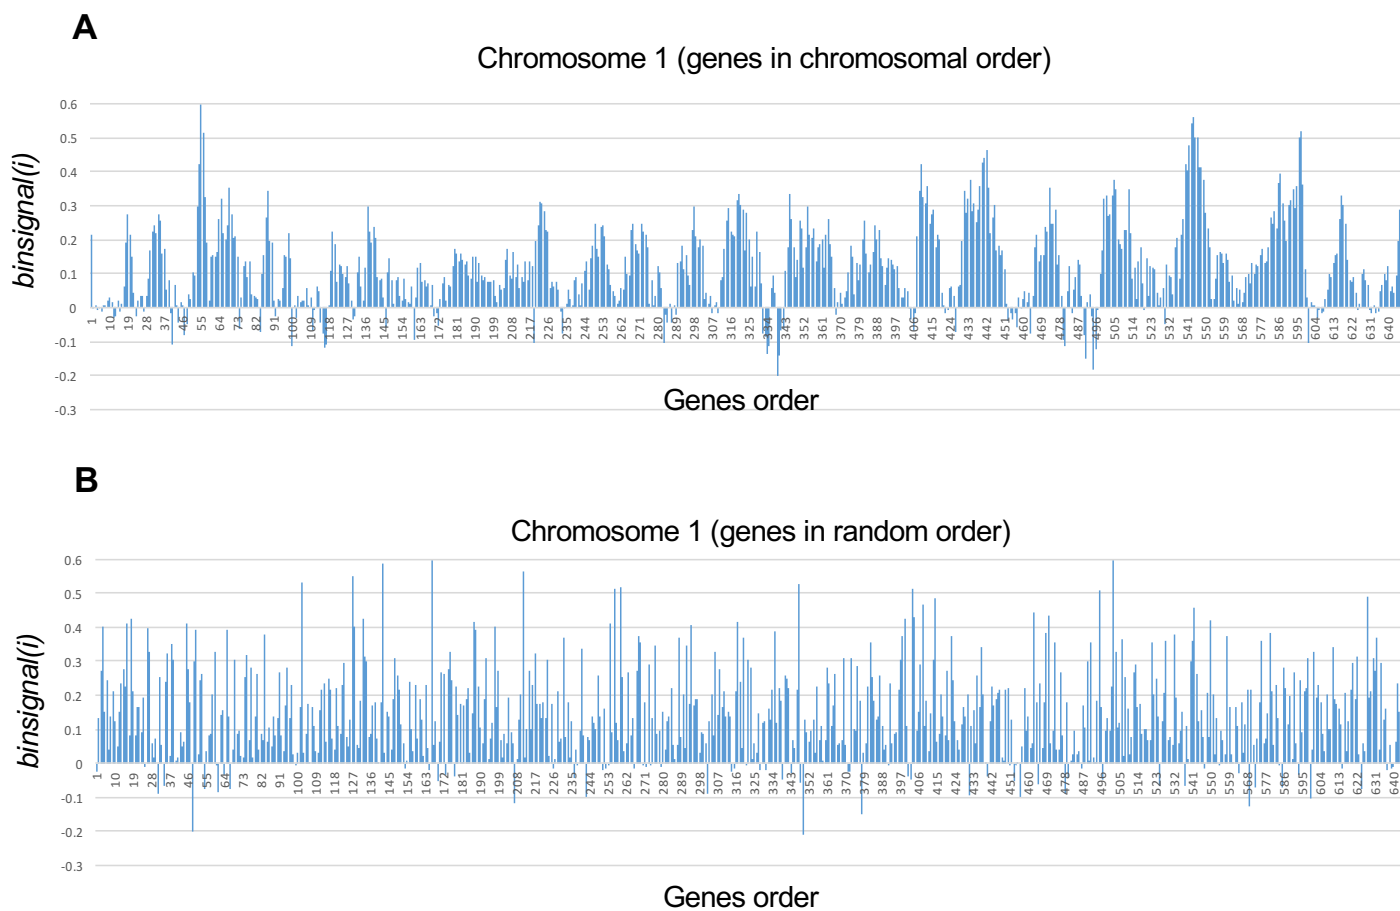 A
Chromosome 1 (genes in chromosomal order)
binsignal(i)
0.6
0.5
0.4
0.3
0.2
0.1
0
-0.1
-0.2
-0.3
1 10 19 28 37 46 55 64 73 82 91 100 109 118 127 136 145 154 163 172 181 190 199 208 217 226 235 244 253 262 271 280 289 298 307 316 325 334 343 352 361 370 379 388 397 406 415 424 433 442 451 460 469 478 487 496 505 514 523 532 541 550 559 568 577 586 595 604 613 622 631 640
Genes order
B
Chromosome 1 (genes in random order)
binsignal(i)
0.6
0.5
0.4
0.3
0.2
0.1
0
-0.1
-0.2
-0.3
1 10 19 28 37 46 55 64 73 82 91 100 109 118 127 136 145 154 163 172 181 190 199 208 217 226 235 244 253 262 271 280 289 298 307 316 325 334 343 352 361 370 379 388 397 406 415 424 433 442 451 460 469 478 487 496 505 514 523 532 541 550 559 568 577 586 595 604 613 622 631 640
Genes order